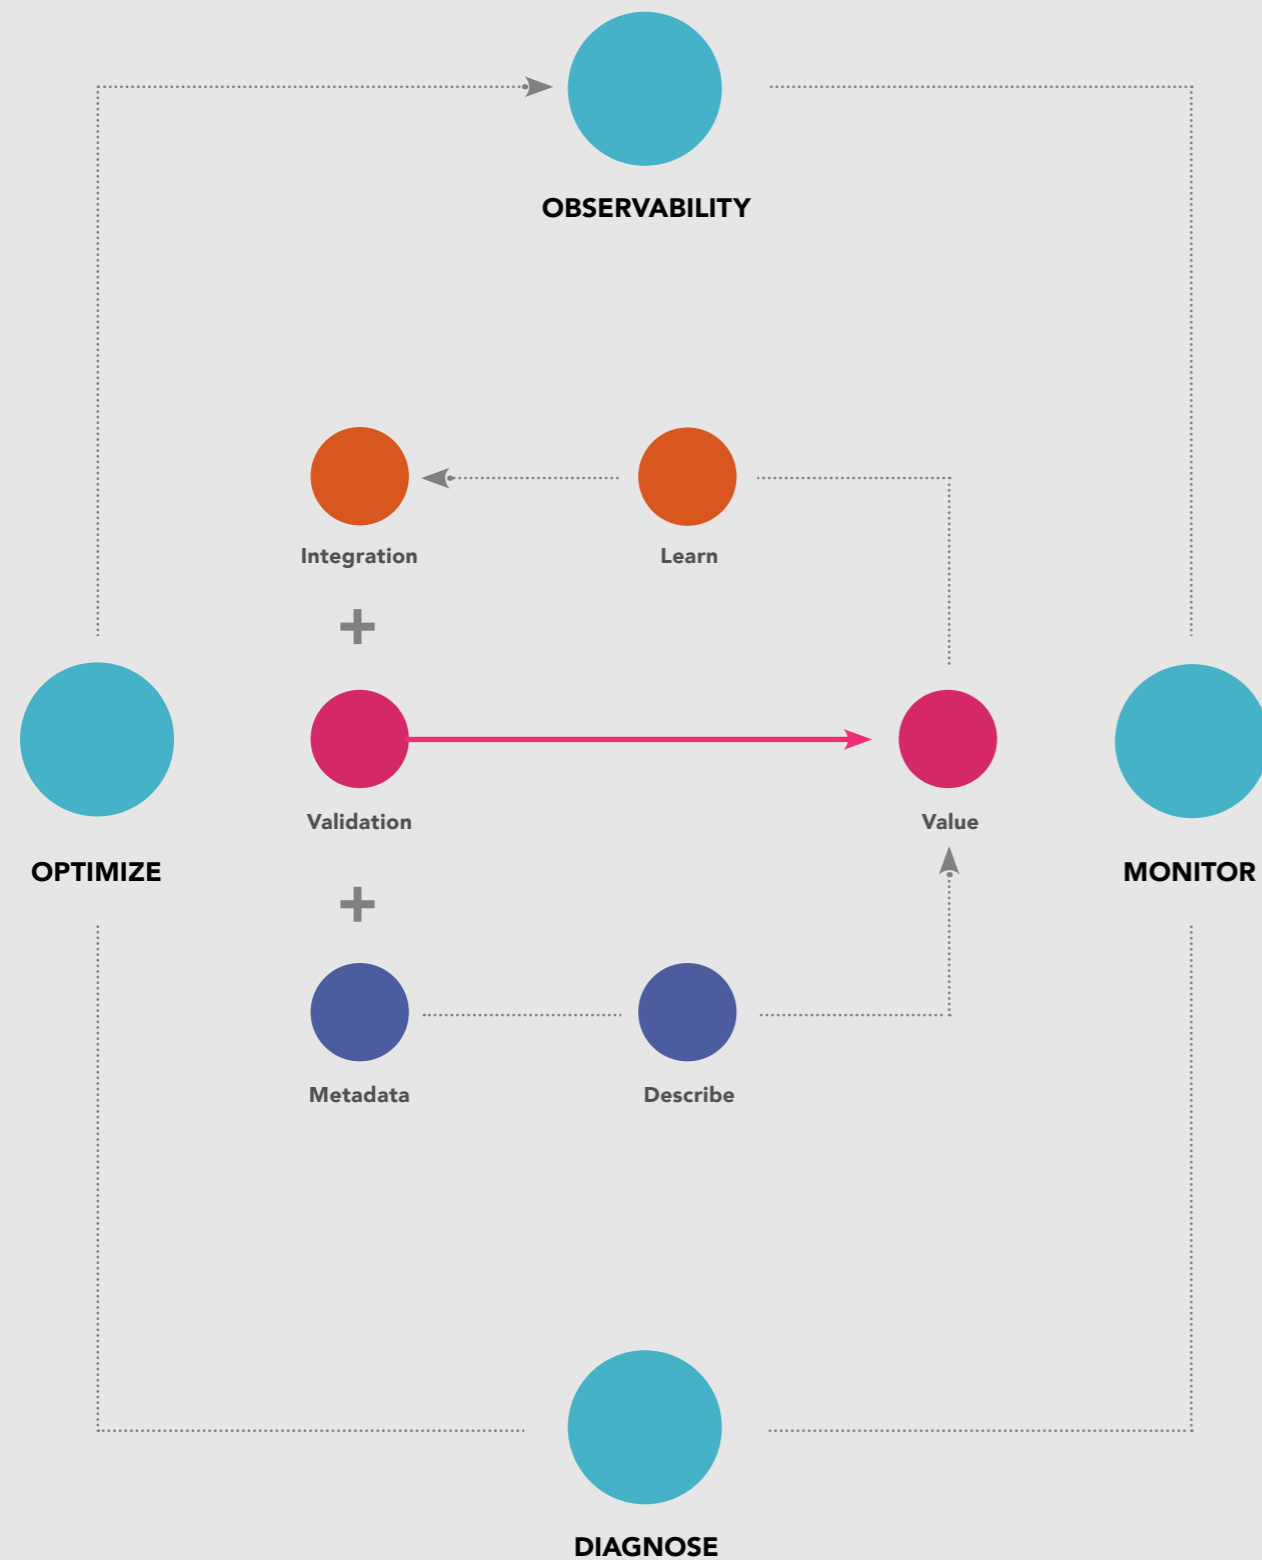 OBSERVABILITY
Integration
Learn
+
Validation
Value
OPTIMIZE
MONITOR
+
Metadata
Describe
DIAGNOSE